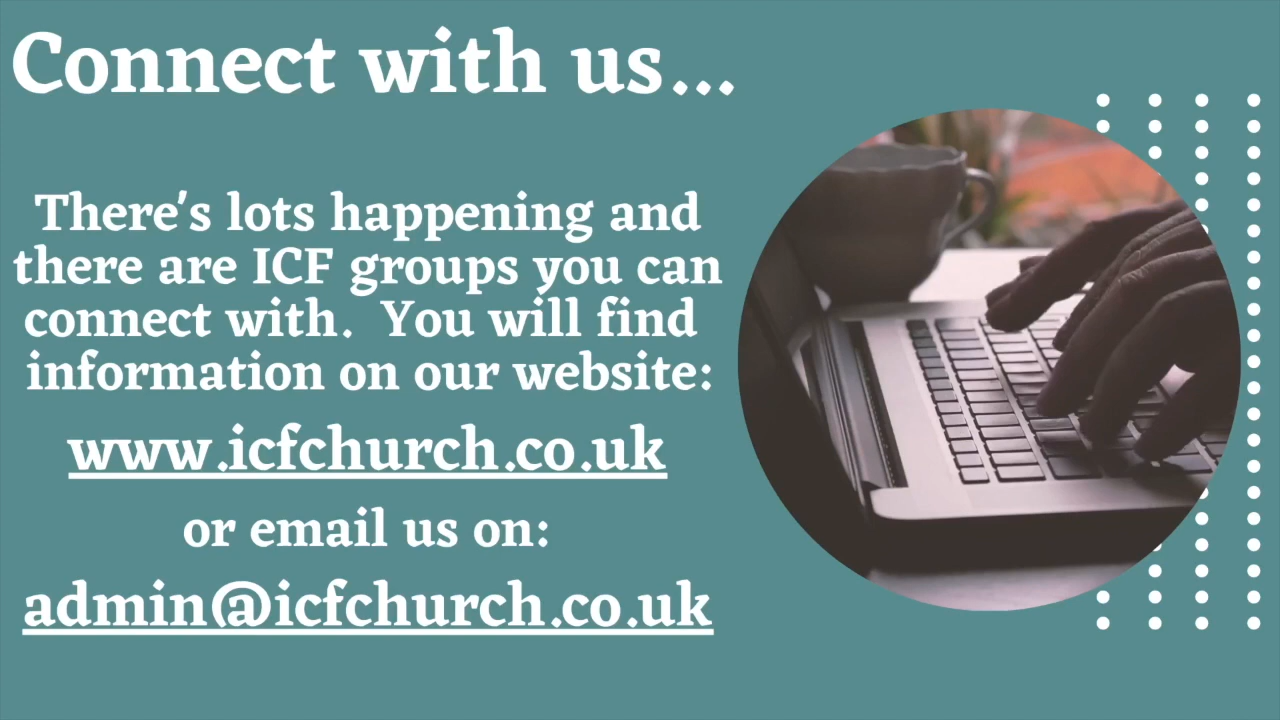 Connect with us...
There's lots happening and
there are ICF groups you can
connect with.  You will find
information on our website:
www.icfchurch.co.uk
or email us on:
admin@icfchurch.co.uk